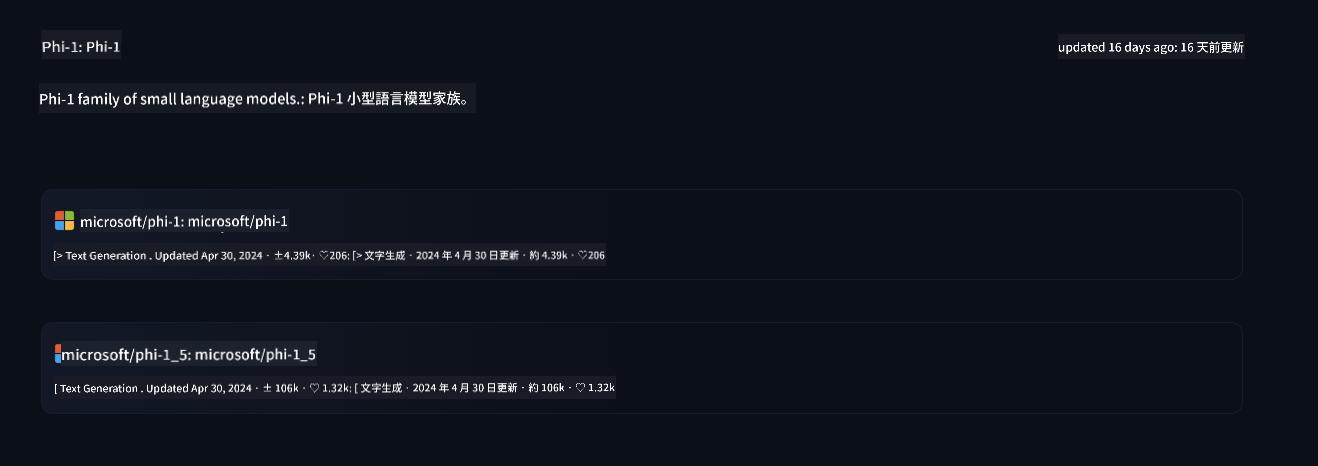 Phi-1: Phi-1
updated 16 days ago: 16 天前更新
Phi-1 family of small language models.: Phi-1 小型語言模型家族。
microsoft/phi-1: microsoft/phi-1
[> Text Generation . Updated Apr 30, 2024 · ±4.39k · ♡206: [> 文字生成 · 2024 年 4 月 30 日更新 · 約 4.39k · ♡206
microsoft/phi-1_5: microsoft/phi-1_5
[ Text Generation . Updated Apr 30, 2024 · ± 106k · ♡ 1.32k: [ 文字生成 · 2024 年 4 月 30 日更新 · 約 106k · ♡ 1.32k